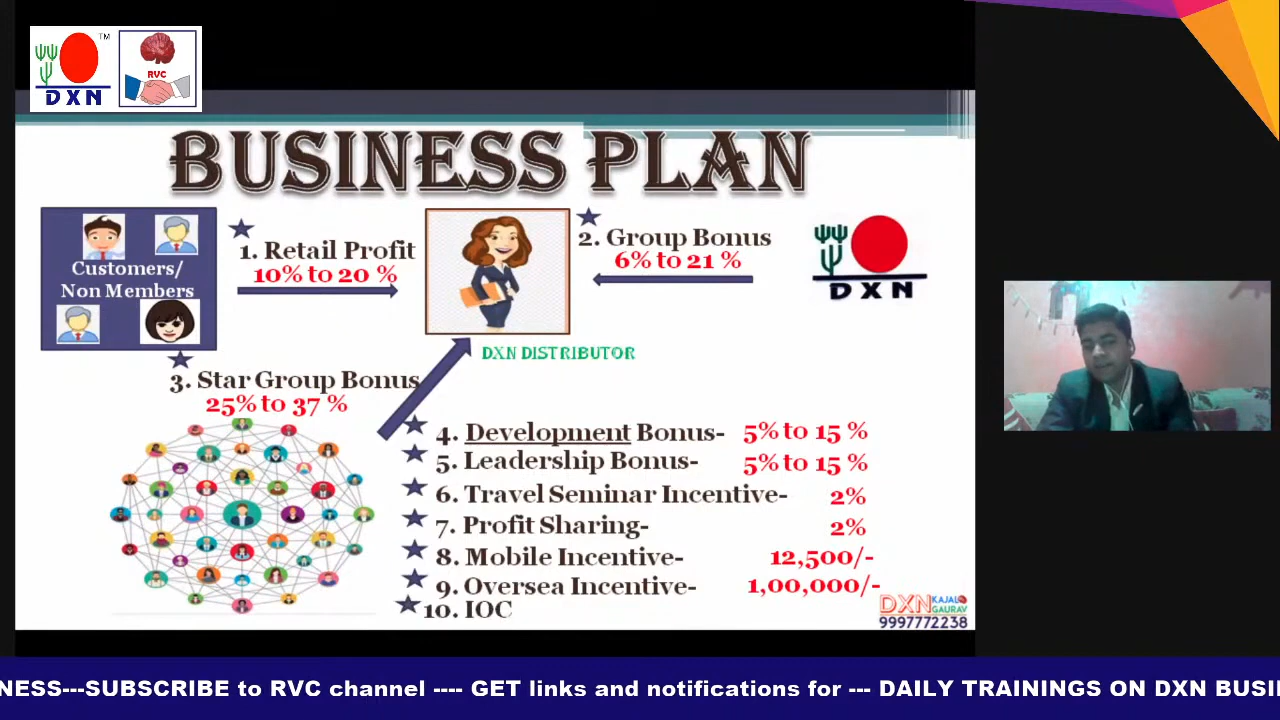 TM
RVC
DXN
BUSINESS PLAN
Customers/
Non Members
1. Retail Profit
10% to 20 %
2. Group Bonus
6% to 21 %
DXN
DXN DISTRIBUTOR
3. Star Group Bonus
25% to 37 %
4. Development Bonus- 5% to 15 %
5. Leadership Bonus- 5% to 15 %
6. Travel Seminar Incentive- 2%
7. Profit Sharing- 2%
8. Mobile Incentive- 12,500/-
9. Oversea Incentive- 1,00,000/-
10. IOC
DXN KAJAL
GAURAV
9997772238
NESS---SUBSCRIBE to RVC channel ---- GET links and notifications for --- DAILY TRAININGS ON DXN BUSI